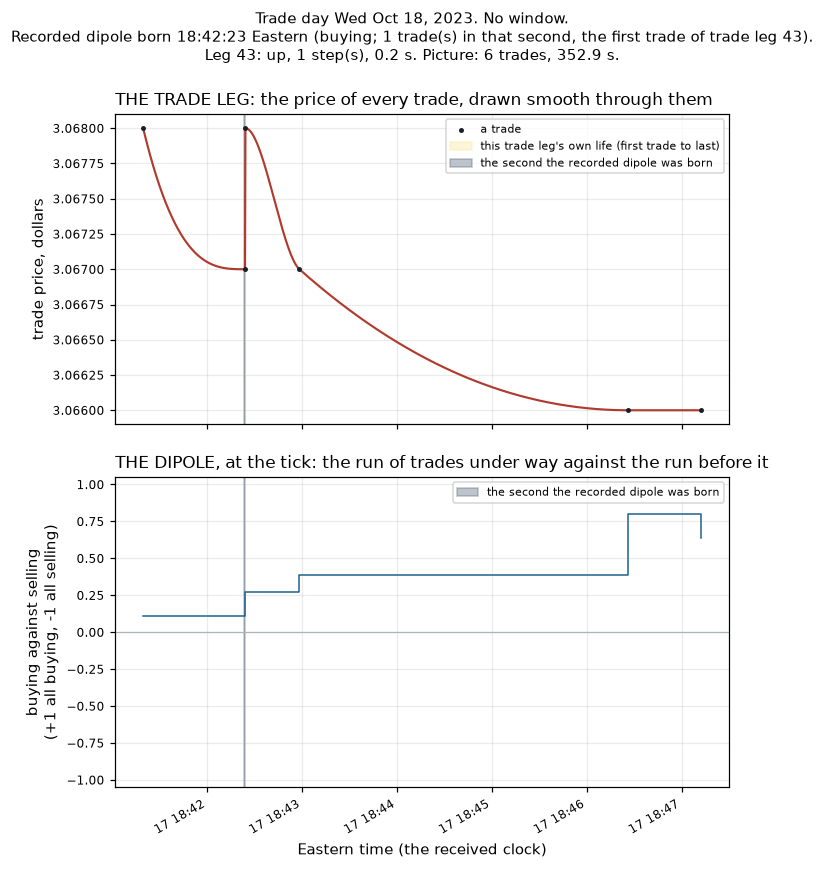 Trade day Wed Oct 18, 2023. No window.
Recorded dipole born 18:42:23 Eastern (buying; 1 trade(s) in that second, the first trade of trade leg 43).
Leg 43: up, 1 step(s), 0.2 s. Picture: 6 trades, 352.9 s.
THE TRADE LEG: the price of every trade, drawn smooth through them
a trade
this trade leg's own life (first trade to last)
the second the recorded dipole was born
trade price, dollars
3.06800
3.06775
3.06750
3.06725
3.06700
3.06675
3.06650
3.06625
3.06600
THE DIPOLE, at the tick: the run of trades under way against the run before it
the second the recorded dipole was born
buying against selling
(+1 all buying, -1 all selling)
1.00
0.75
0.50
0.25
0.00
−0.25
−0.50
−0.75
−1.00
17 18:42
17 18:43
17 18:44
17 18:45
17 18:46
17 18:47
Eastern time (the received clock)